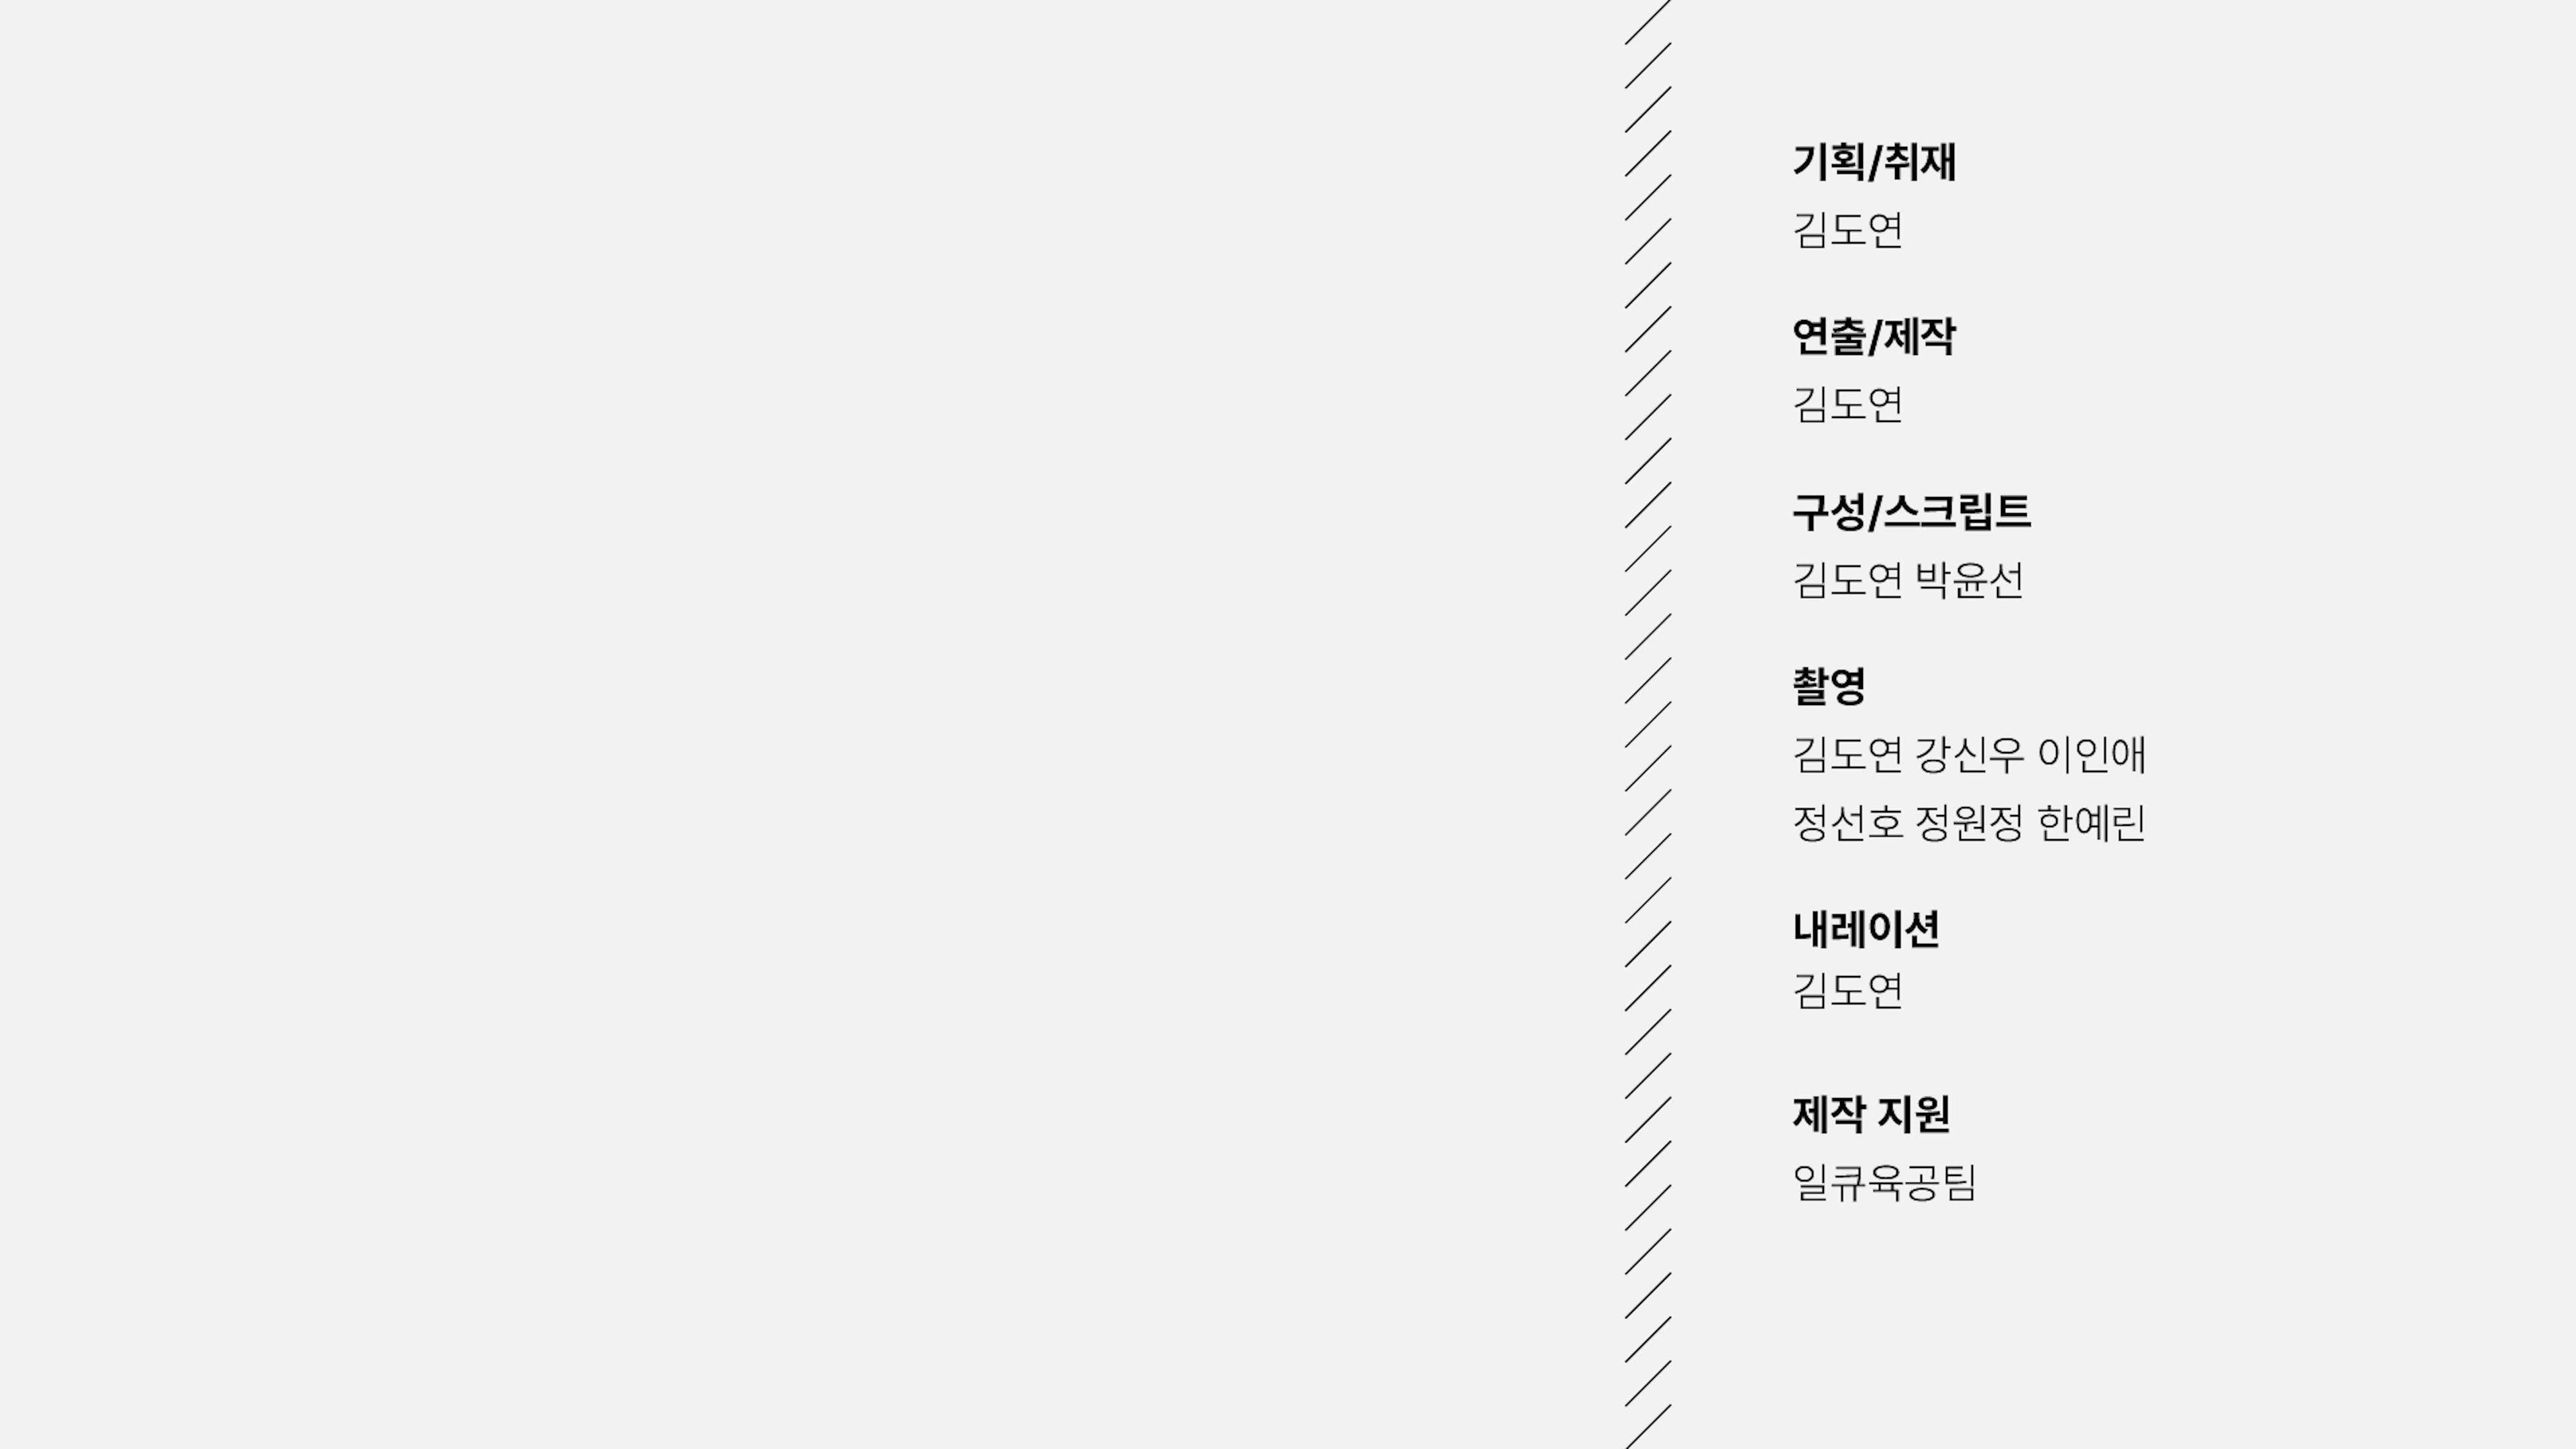 기획/취재
김도연
연출/제작
김도연
구성/스크립트
김도연 박윤선
촬영
김도연 강신우 이인애
정선호 정원정 한예린
내레이션
김도연
제작 지원
일큐육공팀